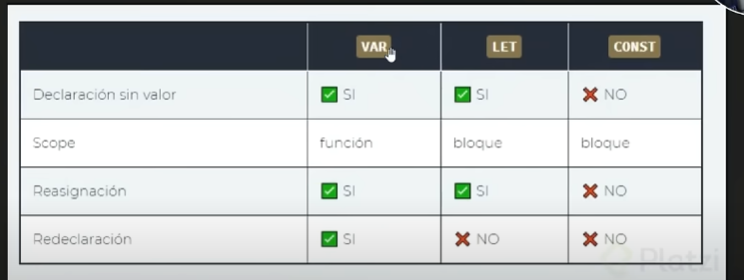 VAR LET CONST
Declaración sin valor SI SI NO
Scope función bloque bloque
Reasignación SI SI NO
Redeclaración SI NO NO
Platzi